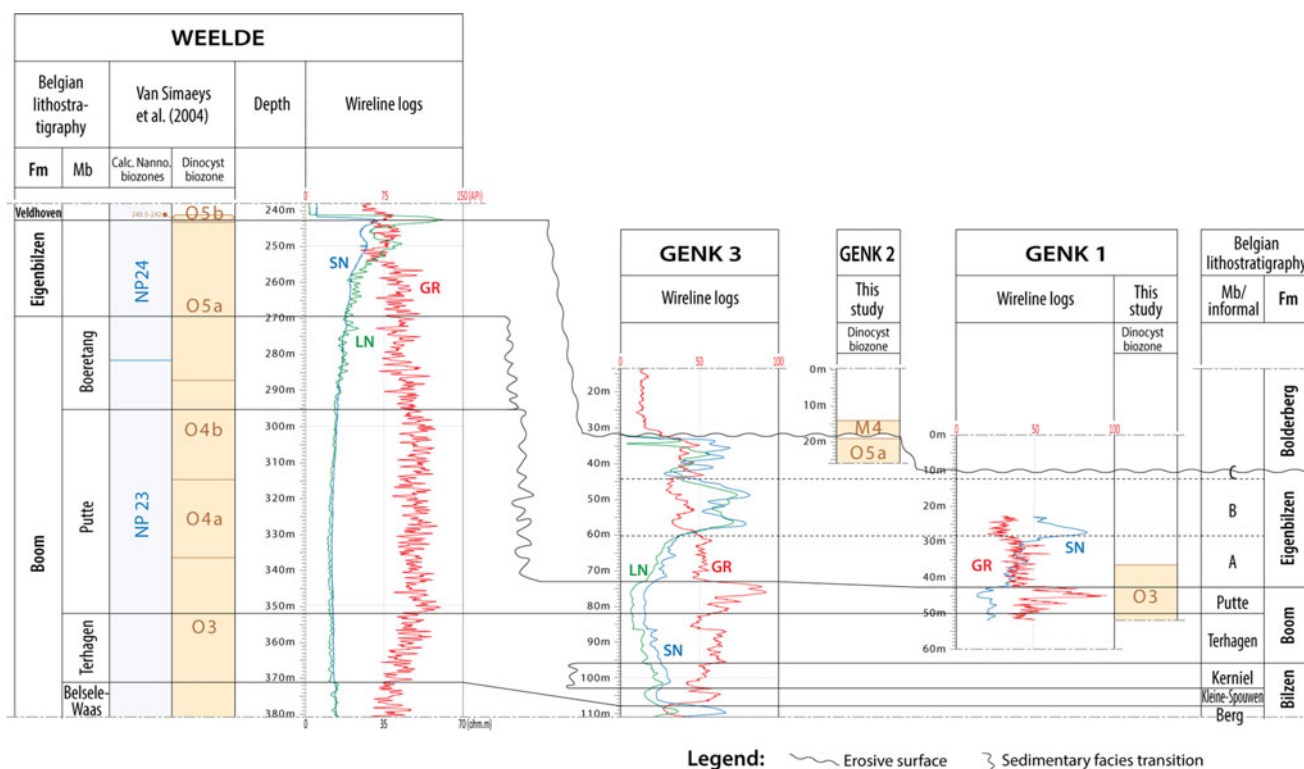 WEELDE
Belgian
lithostra-
tigraphy
Van Simaeys
et al. (2004)
Depth
Wireline logs
Fm
Mb
Calc. Nanno.
biozones
Dinocyst
biozone
0
75
150 (API)
Veldhoven
Eigenbilzen
Boom
Boeretang
Putte
Terhagen
Belsele-
Waas
NP24
NP 23
O5b
O5a
O4b
O4a
O3
240m
250m
260m
270m
280m
290m
300m
310m
320m
330m
340m
350m
360m
370m
380m
SN
GR
LN
0
35
70 (ohm.m)
GENK 3
Wireline logs
0
50
100
20m
30m
40m
50m
60m
70m
80m
90m
100m
110m
LN
GR
SN
GENK 2
This
study
Dinocyst
biozone
0m
10m
20m
M4
O5a
GENK 1
Wireline logs
This
study
Dinocyst
biozone
0
50
100
0m
10m
20m
30m
40m
50m
60m
GR
SN
O3
Belgian
lithostratigraphy
Mb/
informal
Fm
Bolderberg
C
B
A
Eigenbilzen
Putte
Terhagen
Boom
Kerniel
Kleine-Spouwen
Berg
Bilzen
Legend:
Erosive surface
Sedimentary facies transition